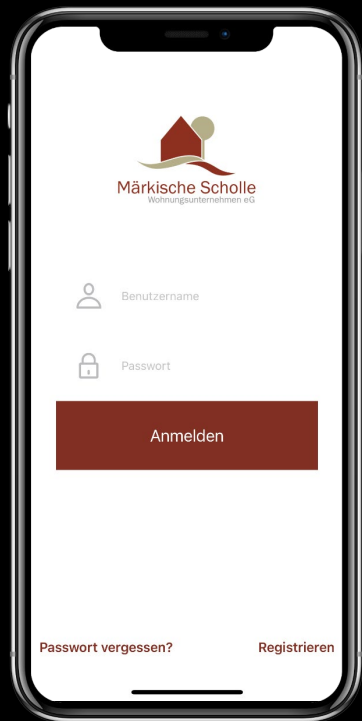 Märkische Scholle
Wohnungsunternehmen eG
Benutzername
Passwort
Anmelden
Passwort vergessen?
Registrieren